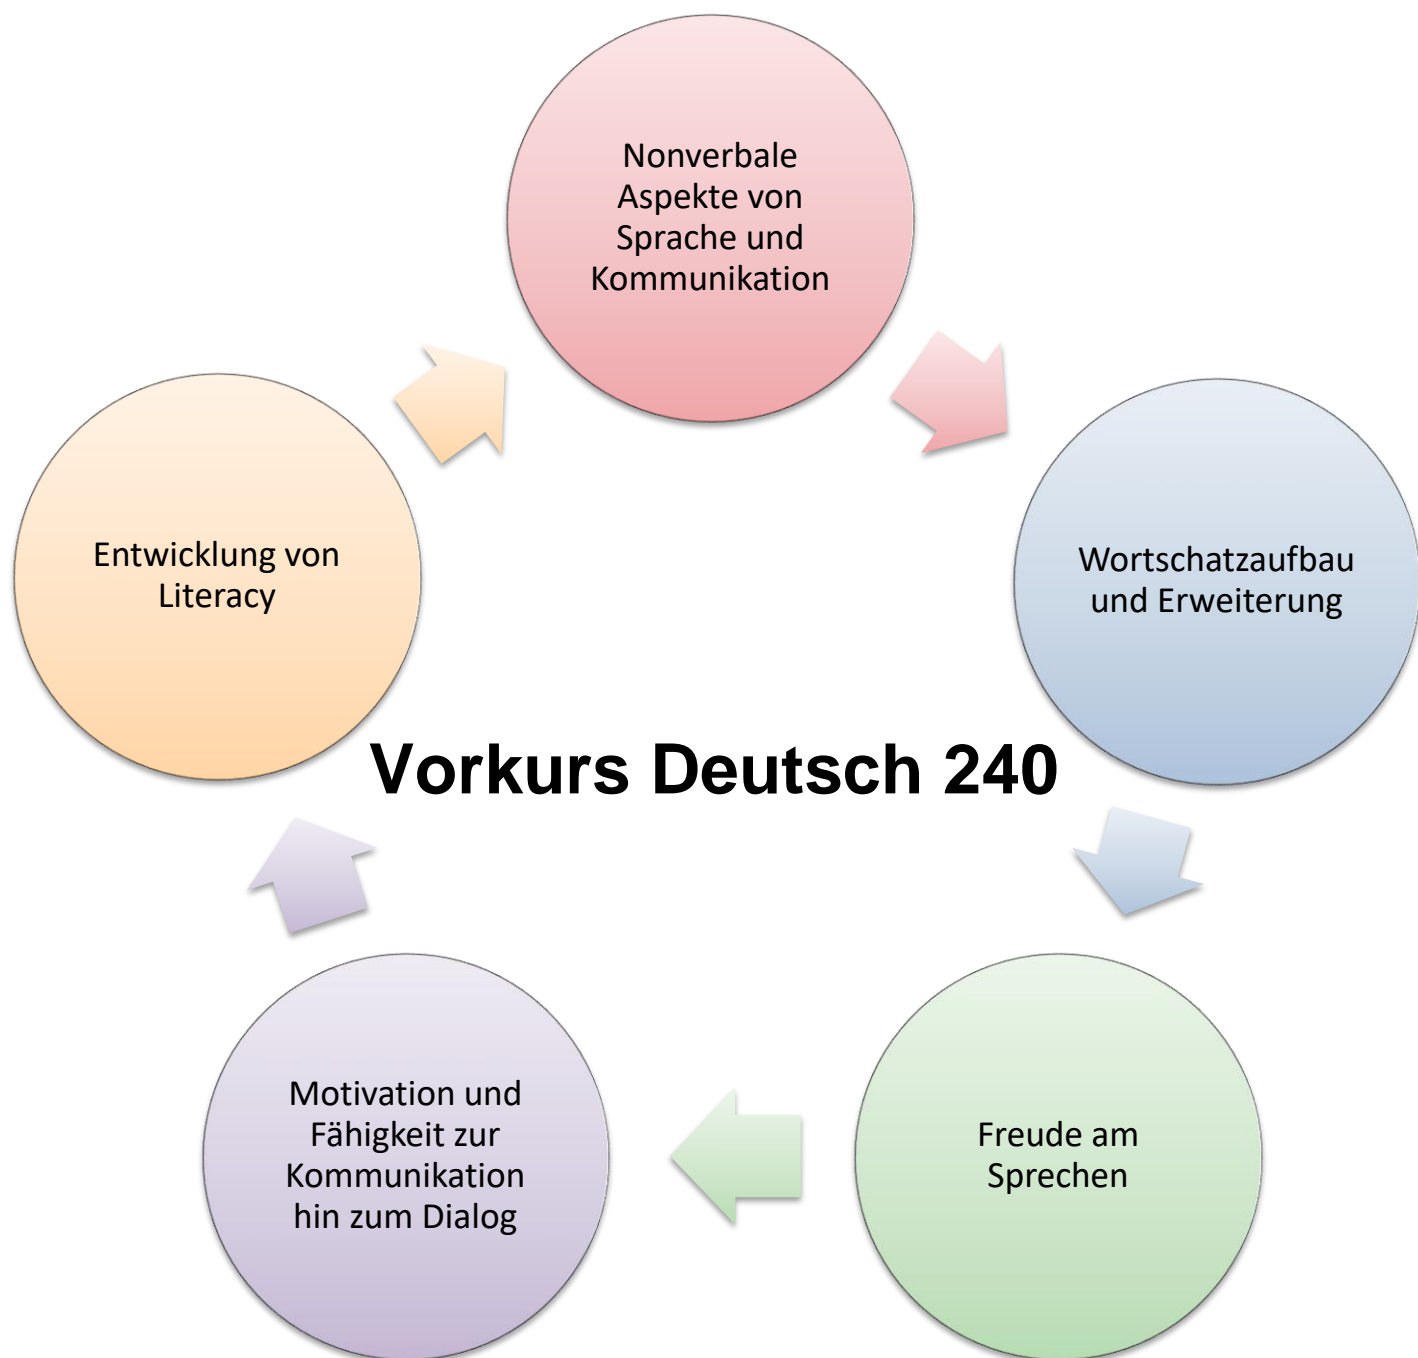 Nonverbale
Aspekte von
Sprache und
Kommunikation
Wortschatzaufbau
und Erweiterung
Freude am
Sprechen
Motivation und
Fähigkeit zur
Kommunikation
hin zum Dialog
Entwicklung von
Literacy
Vorkurs Deutsch 240